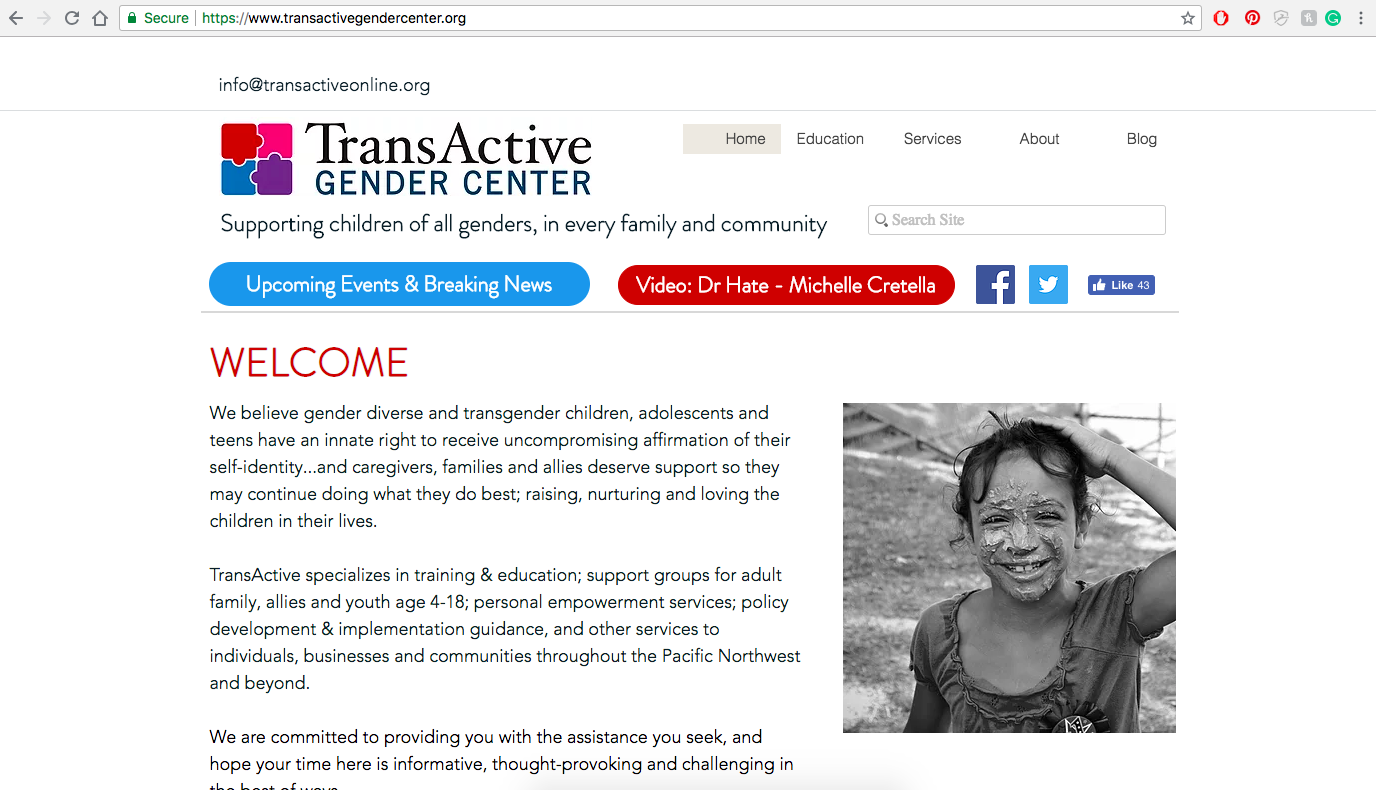 Secure https://www.transactivegendercenter.org
info@transactiveonline.org
TransActive
GENDER CENTER
Home Education Services About Blog
Supporting children of all genders, in every family and community
Search Site
Upcoming Events & Breaking News
Video: Dr Hate - Michelle Cretella
Like 43
WELCOME
We believe gender diverse and transgender children, adolescents and
teens have an innate right to receive uncompromising affirmation of their
self-identity...and caregivers, families and allies deserve support so they
may continue doing what they do best; raising, nurturing and loving the
children in their lives.
TransActive specializes in training & education; support groups for adult
family, allies and youth age 4-18; personal empowerment services; policy
development & implementation guidance, and other services to
individuals, businesses and communities throughout the Pacific Northwest
and beyond.
We are committed to providing you with the assistance you seek, and
hope your time here is informative, thought-provoking and challenging in
the best of ways.